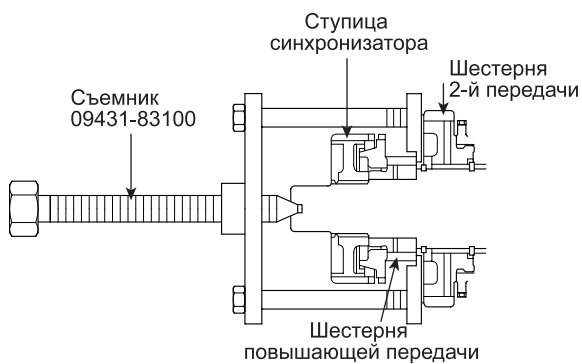 Ступица
синхронизатора
Шестерня
2-й передачи
Съемник
09431-83100
Шестерня
повышающей передачи